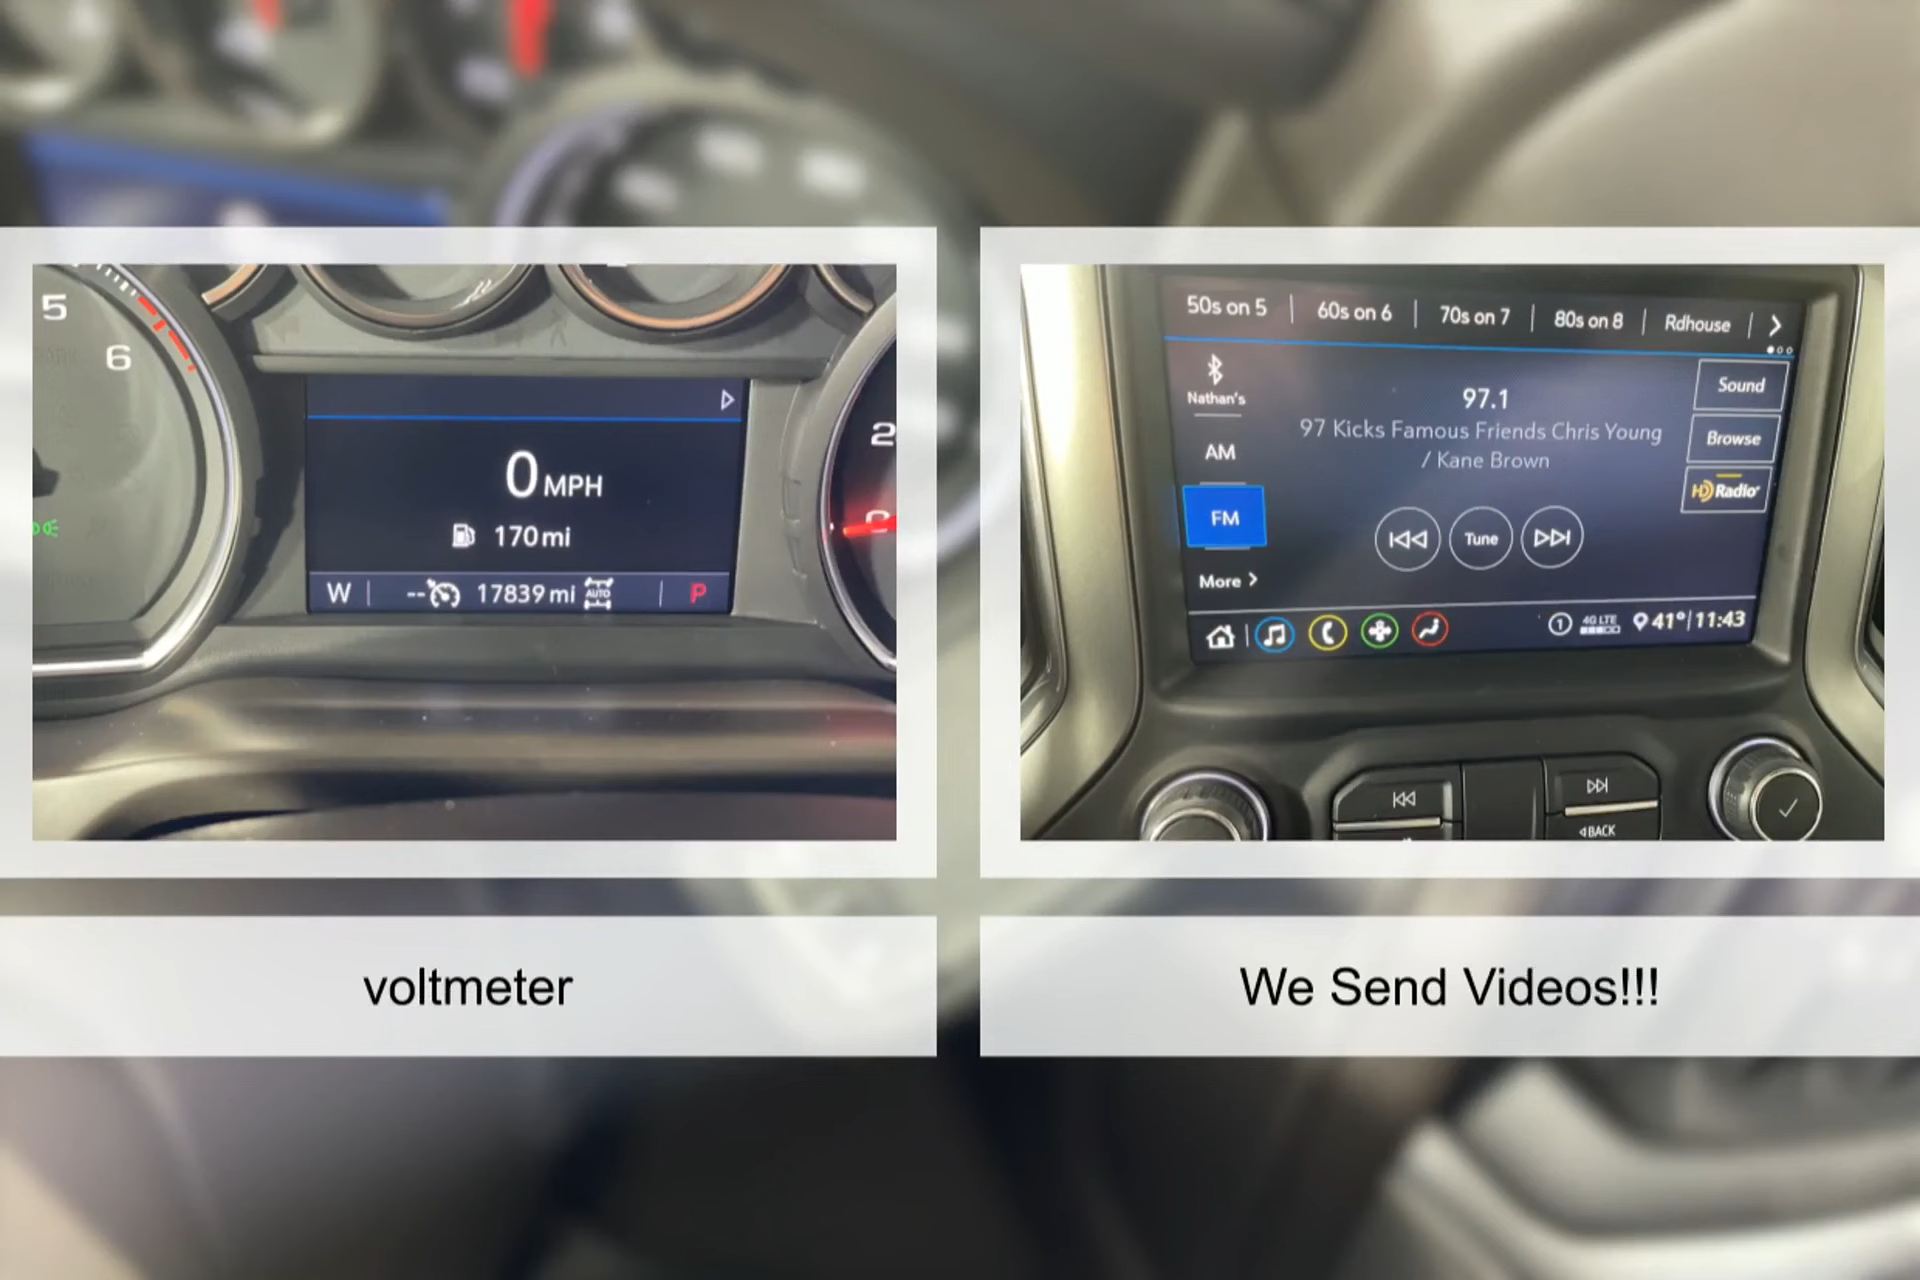 5
6
0 MPH
170 mi
W
-- 17839 mi AUTO
P
2
50s on 5 | 60s on 6 | 70s on 7 | 80s on 8 | Rdhouse
Nathan's
AM
FM
More
97.1
97 Kicks Famous Friends Chris Young
/ Kane Brown
Tune
Sound
Browse
HD Radio
1 4G LTE 41° 11:43
BACK
voltmeter
We Send Videos!!!